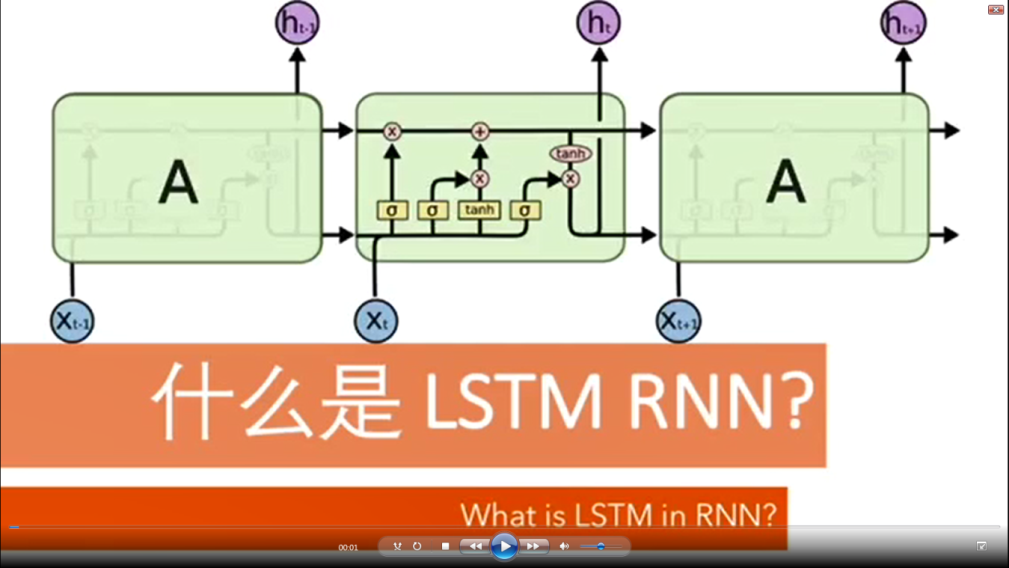 h t-1 h t h t+1
A A
x + tanh x x
σ σ tanh σ
X t-1 X t X t+1
什么是 LSTM RNN?
What is LSTM in RNN?
00:01